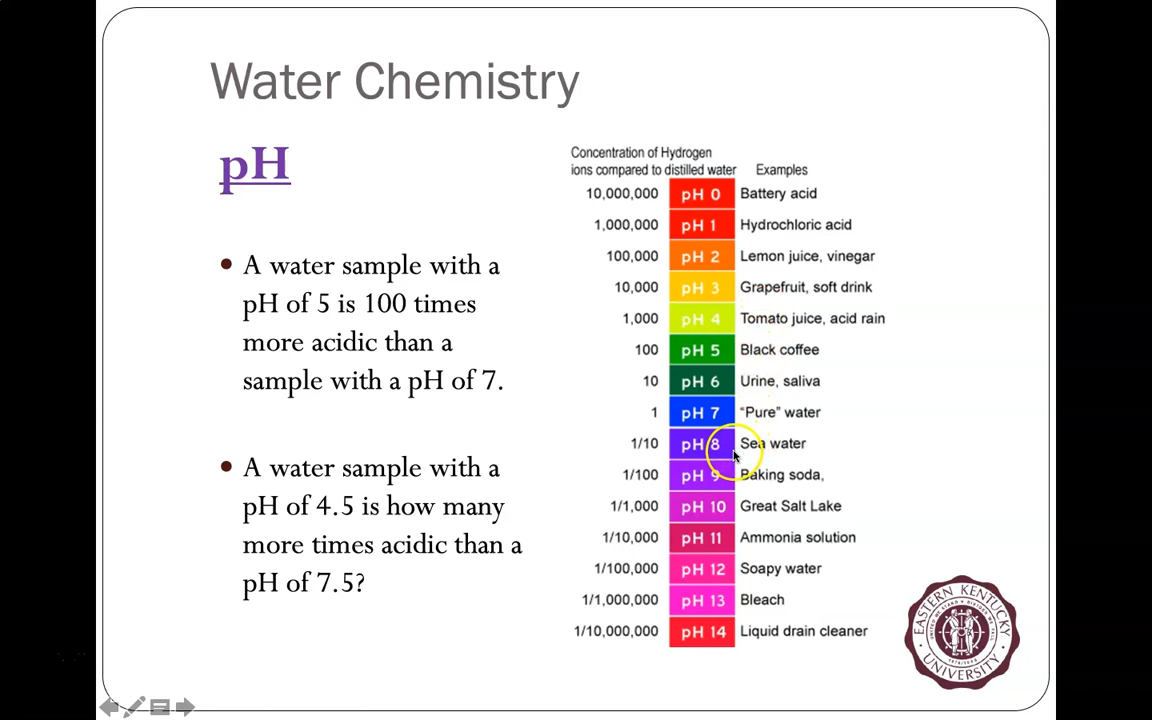 Water Chemistry
pH
• A water sample with a
pH of 5 is 100 times
more acidic than a
sample with a pH of 7.
• A water sample with a
pH of 4.5 is how many
more times acidic than a
pH of 7.5?
Concentration of Hydrogen
ions compared to distilled water Examples
10,000,000 pH 0 Battery acid
1,000,000 pH 1 Hydrochloric acid
100,000 pH 2 Lemon juice, vinegar
10,000 pH 3 Grapefruit, soft drink
1,000 pH 4 Tomato juice, acid rain
100 pH 5 Black coffee
10 pH 6 Urine, saliva
1 pH 7 “Pure” water
1/10 pH 8 Sea water
1/100 pH 9 Baking soda,
1/1,000 pH 10 Great Salt Lake
1/10,000 pH 11 Ammonia solution
1/100,000 pH 12 Soapy water
1/1,000,000 pH 13 Bleach
1/10,000,000 pH 14 Liquid drain cleaner
EASTERN KENTUCKY
UNIVERSITY